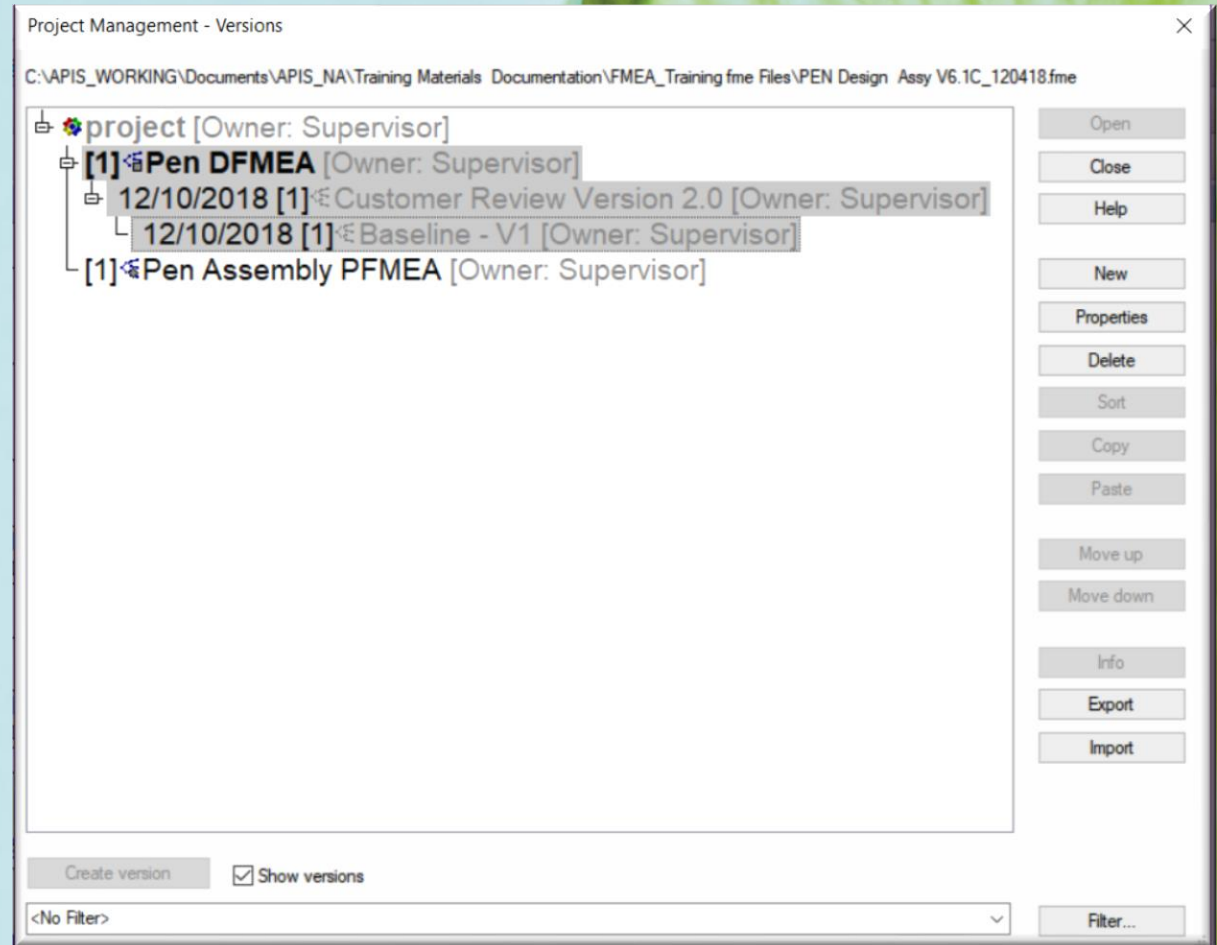 Project Management - Versions
C:\APIS_WORKING\Documents\APIS_NA\Training Materials Documentation\FMEA_Training fme Files\PEN Design Assy V6.1C_120418.fme
project [Owner: Supervisor]
[1] Pen DFMEA [Owner: Supervisor]
12/10/2018 [1] Customer Review Version 2.0 [Owner: Supervisor]
12/10/2018 [1] Baseline - V1 [Owner: Supervisor]
[1] Pen Assembly PFMEA [Owner: Supervisor]
Open
Close
Help
New
Properties
Delete
Sort
Copy
Paste
Move up
Move down
Info
Export
Import
Create version
Show versions
<No Filter>
Filter...